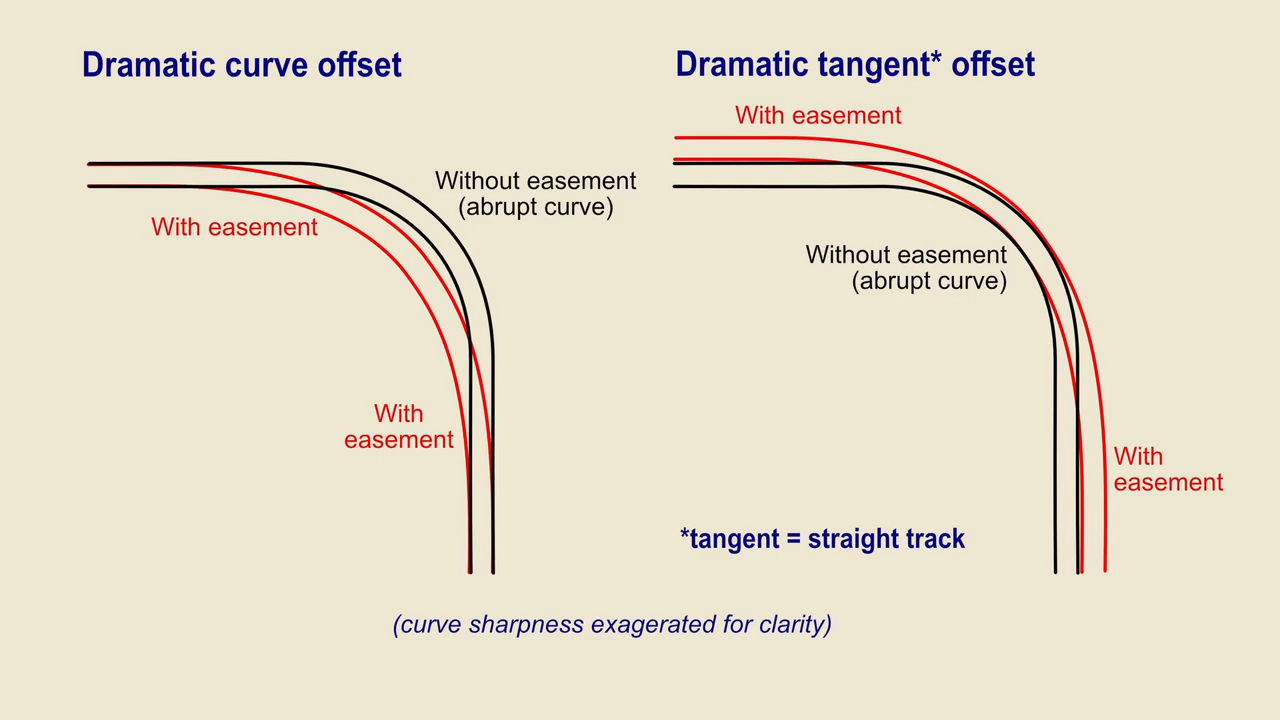 Dramatic curve offset
Without easement
(abrupt curve)
With easement
With
easement
Dramatic tangent* offset
With easement
Without easement
(abrupt curve)
With
easement
*tangent = straight track
(curve sharpness exagerated for clarity)